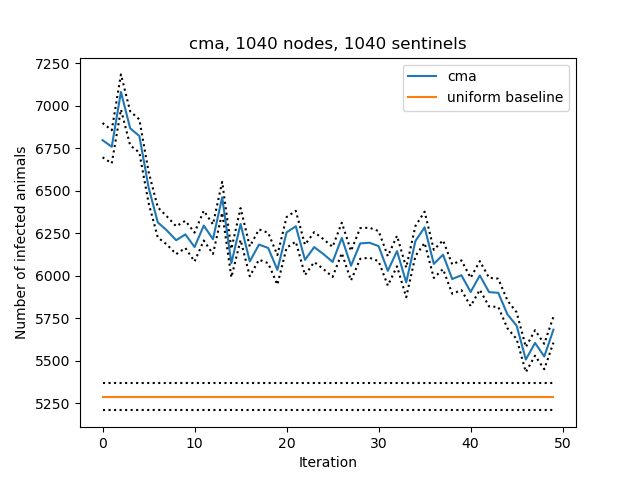 cma, 1040 nodes, 1040 sentinels
cma
uniform baseline
Number of infected animals
7250
7000
6750
6500
6250
6000
5750
5500
5250
0 10 20 30 40 50
Iteration